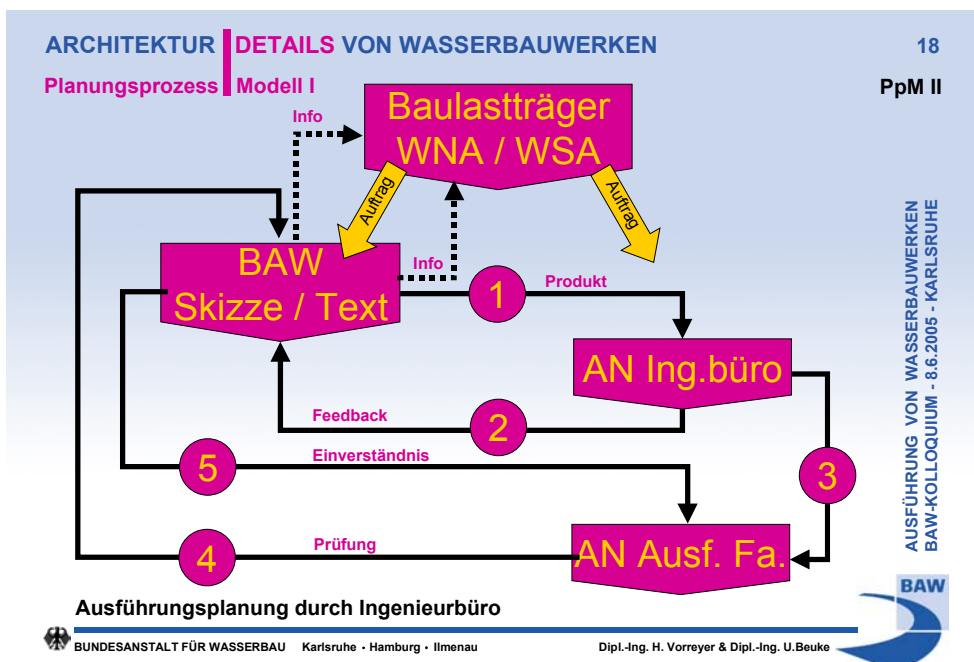 ARCHITEKTUR DETAILS VON WASSERBAUWERKEN
18
Planungsprozess Modell I
PpM II
Info
Baulastträger
WNA / WSA
Auftrag
Auftrag
BAW
Skizze / Text
Info
1
Produkt
AN Ing.büro
Feedback
2
Einverständnis
5
3
Prüfung
4
AN Ausf. Fa.
AUSFÜHRUNG VON WASSERBAUWERKEN
BAW-KOLLOQUIUM - 8.6.2005 - KARLSRUHE
Ausführungsplanung durch Ingenieurbüro
BAW
BUNDESANSTALT FÜR WASSERBAU Karlsruhe • Hamburg • Ilmenau
Dipl.-Ing. H. Vorreyer & Dipl.-Ing. U.Beuke